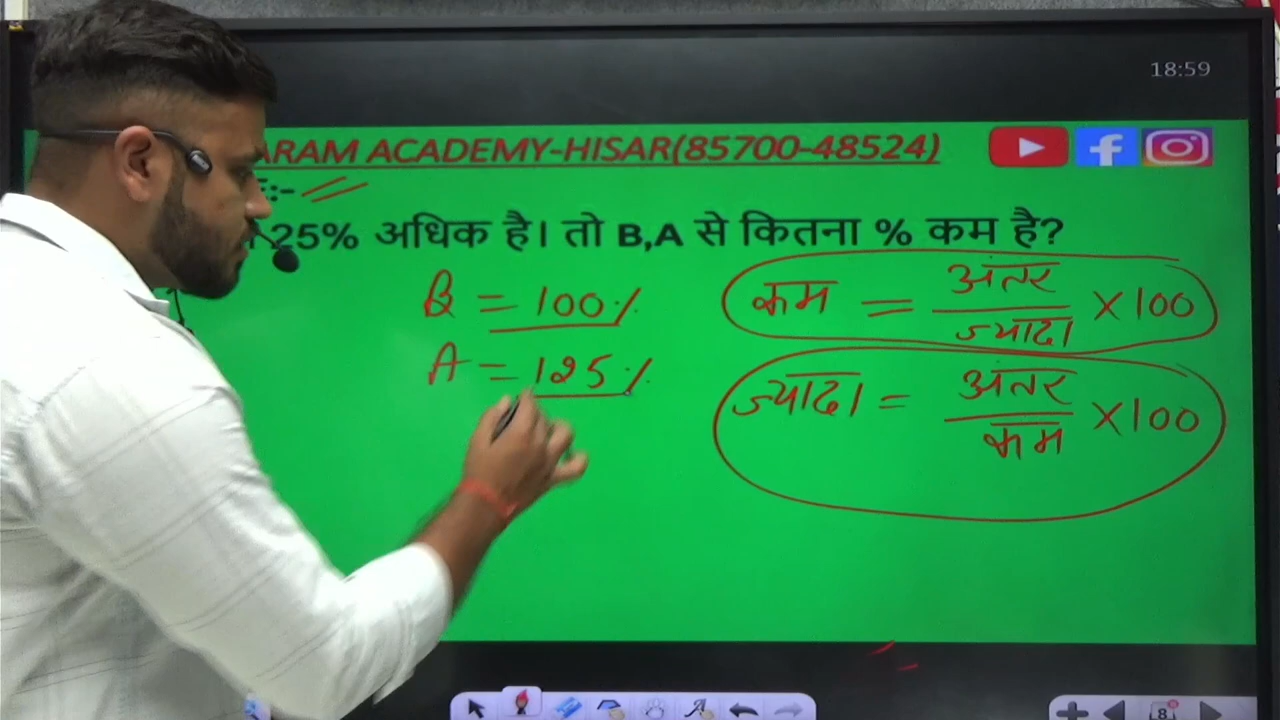 18:59
ARAM ACADEMY-HISAR(85700-48524)
:-
25% अधिक है। तो B,A से कितना % कम है?
B = 100%
A = 125%
कम = अंतर / ज्यादा × 100
ज्यादा = अंतर / कम × 100
8